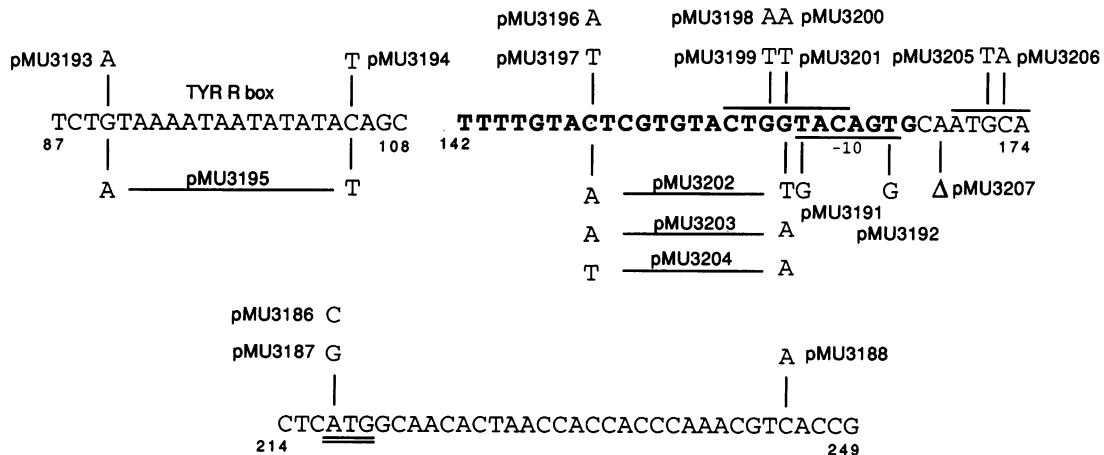 pMU3196 A pMU3198 AA pMU3200
pMU3193 A T pMU3194 pMU3197 T pMU3199 TT pMU3201 pMU3205 TA pMU3206
TYR R box
TCTGTAAAATAATATATACAGC TTTTGTACTCGTGTACTGGTACAGTGCAATGCA
87 108 142 -10 174
A pMU3195 T A pMU3202 TG G Δ pMU3207
pMU3191
A pMU3203 A pMU3192
T pMU3204 A
pMU3186 C
pMU3187 G A pMU3188
CTCATGGCAACACTAACCACCACCCAAACGTCACCG
214 249